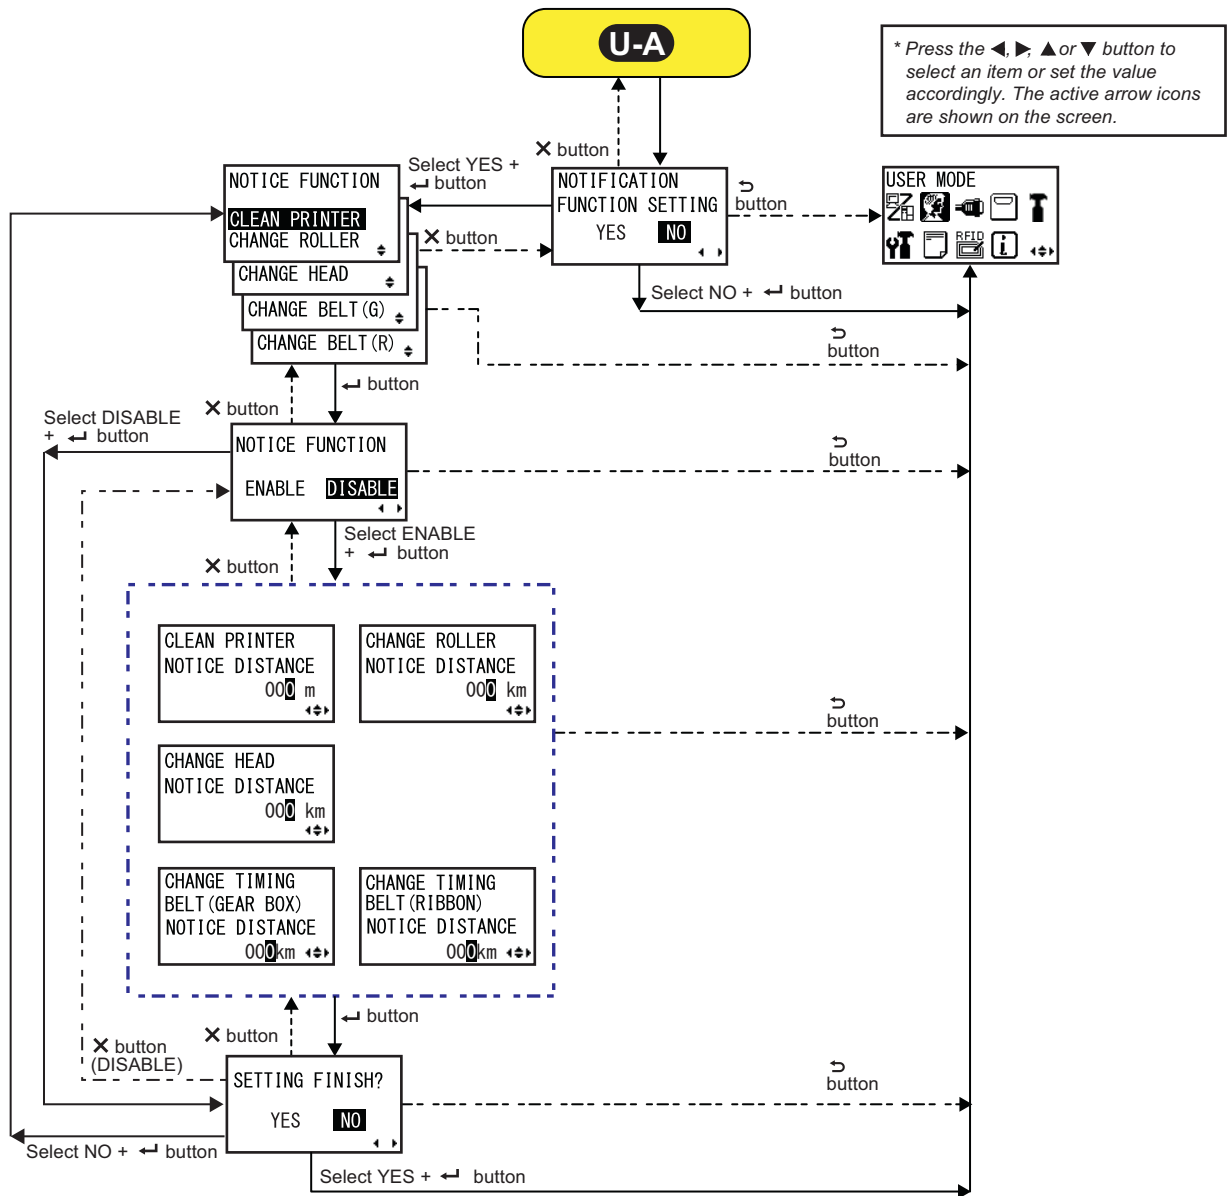 U-A
* Press the ◀, ▶, ▲ or ▼ button to
select an item or set the value
accordingly. The active arrow icons
are shown on the screen.
✕ button
Select YES +
↵ button
NOTICE FUNCTION
CLEAN PRINTER
CHANGE ROLLER
CHANGE HEAD
CHANGE BELT(G)
CHANGE BELT(R)
✕ button
NOTIFICATION
FUNCTION SETTING
YES NO
⮌
button
USER MODE
RFID
i
Select NO + ↵ button
⮌
button
↵ button
✕ button
Select DISABLE
+ ↵ button
NOTICE FUNCTION
ENABLE DISABLE
⮌
button
Select ENABLE
+ ↵ button
✕ button
CLEAN PRINTER
NOTICE DISTANCE
000 m
CHANGE ROLLER
NOTICE DISTANCE
000 km
CHANGE HEAD
NOTICE DISTANCE
000 km
⮌
button
CHANGE TIMING
BELT(GEAR BOX)
NOTICE DISTANCE
000km
CHANGE TIMING
BELT(RIBBON)
NOTICE DISTANCE
000km
↵ button
✕ button
✕ button
(DISABLE)
SETTING FINISH?
YES NO
⮌
button
Select NO + ↵ button
Select YES + ↵ button